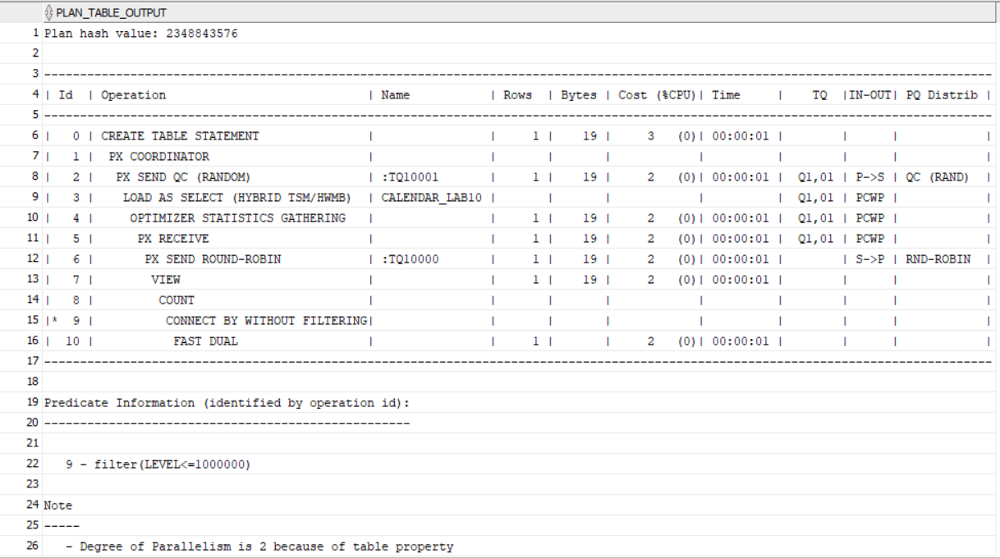 PLAN_TABLE_OUTPUT
1 Plan hash value: 2348843576
2
3 ------------------------------------------------------------------------------------------------------------------------------------
4 | Id  | Operation                             | Name           | Rows  | Bytes | Cost (%CPU)| Time     |    TQ  |IN-OUT| PQ Distrib |
5 ------------------------------------------------------------------------------------------------------------------------------------
6 |   0 | CREATE TABLE STATEMENT                |                |     1 |    19 |     3   (0)| 00:00:01 |        |      |            |
7 |   1 |  PX COORDINATOR                       |                |       |       |            |          |        |      |            |
8 |   2 |   PX SEND QC (RANDOM)                 | :TQ10001       |     1 |    19 |     2   (0)| 00:00:01 |  Q1,01 | P->S | QC (RAND)  |
9 |   3 |    LOAD AS SELECT (HYBRID TSM/HWMB)   | CALENDAR_LAB10 |       |       |            |          |  Q1,01 | PCWP |            |
10 |   4 |     OPTIMIZER STATISTICS GATHERING    |                |     1 |    19 |     2   (0)| 00:00:01 |  Q1,01 | PCWP |            |
11 |   5 |      PX RECEIVE                       |                |     1 |    19 |     2   (0)| 00:00:01 |  Q1,01 | PCWP |            |
12 |   6 |       PX SEND ROUND-ROBIN             | :TQ10000       |     1 |    19 |     2   (0)| 00:00:01 |        | S->P | RND-ROBIN  |
13 |   7 |        VIEW                           |                |     1 |    19 |     2   (0)| 00:00:01 |        |      |            |
14 |   8 |         COUNT                         |                |       |       |            |          |        |      |            |
15 |*  9 |          CONNECT BY WITHOUT FILTERING|                |       |       |            |          |        |      |            |
16 |  10 |           FAST DUAL                   |                |     1 |       |     2   (0)| 00:00:01 |        |      |            |
17 ------------------------------------------------------------------------------------------------------------------------------------
18
19 Predicate Information (identified by operation id):
20 ---------------------------------------------------
21
22    9 - filter(LEVEL<=1000000)
23
24 Note
25 -----
26    - Degree of Parallelism is 2 because of table property